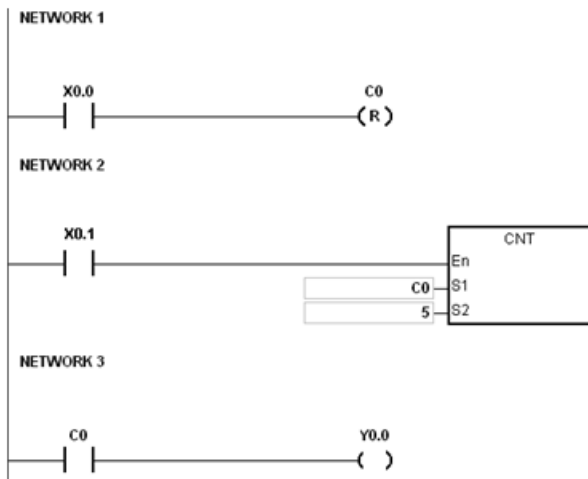 NETWORK 1
X0.0 C0
(R)
NETWORK 2
X0.1
CNT
En
C0 S1
5 S2
NETWORK 3
C0 Y0.0
( )